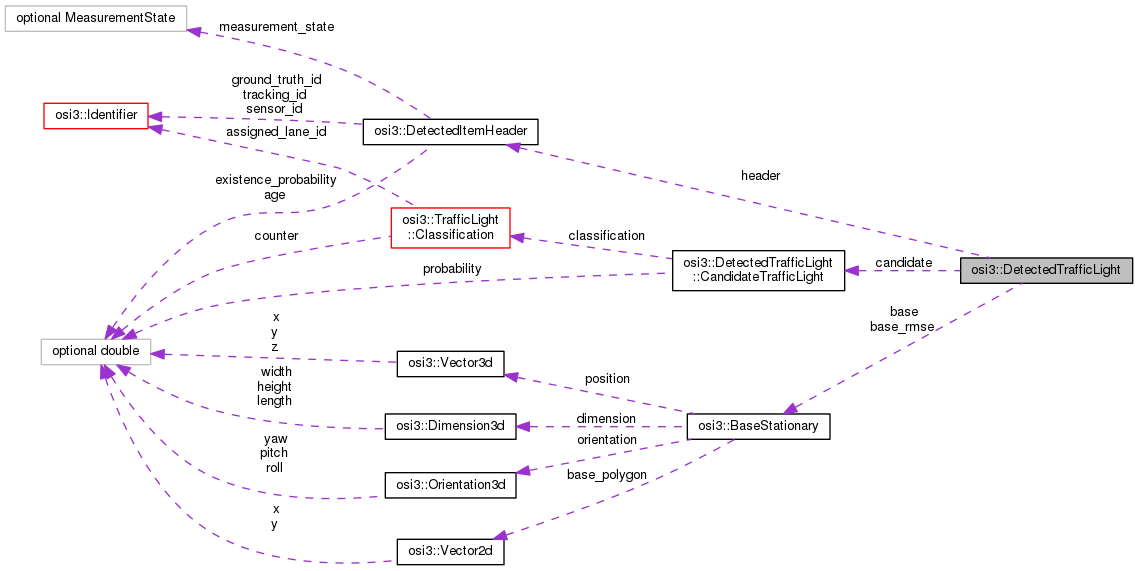 optional MeasurementState
measurement_state
ground_truth_id
tracking_id
sensor_id
osi3::Identifier
osi3::DetectedItemHeader
assigned_lane_id
header
existence_probability
age
osi3::TrafficLight
::Classification
counter
classification
osi3::DetectedTrafficLight
::CandidateTrafficLight
candidate
osi3::DetectedTrafficLight
probability
x
y
z
optional double
base
base_rmse
osi3::Vector3d
position
width
height
length
osi3::Dimension3d
dimension
osi3::BaseStationary
orientation
yaw
pitch
roll
osi3::Orientation3d
base_polygon
x
y
osi3::Vector2d